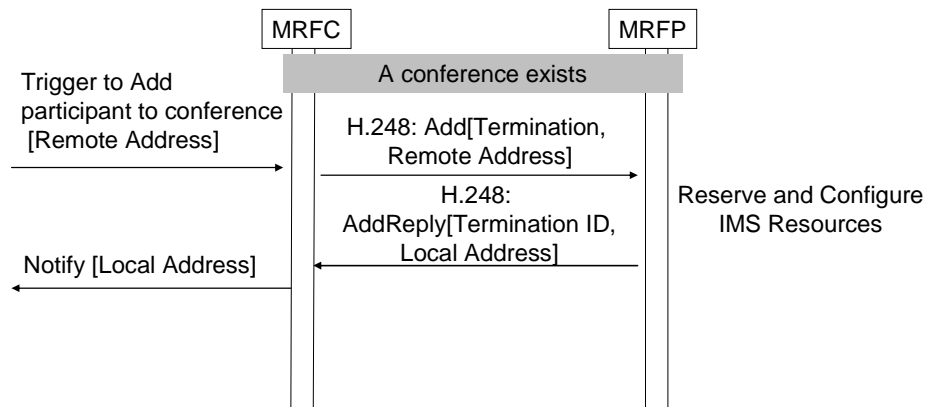 MRFC
MRFP
A conference exists
Trigger to Add
participant to conference
[Remote Address]
H.248: Add[Termination,
Remote Address]
H.248:
AddReply[Termination ID,
Local Address]
Reserve and Configure
IMS Resources
Notify [Local Address]